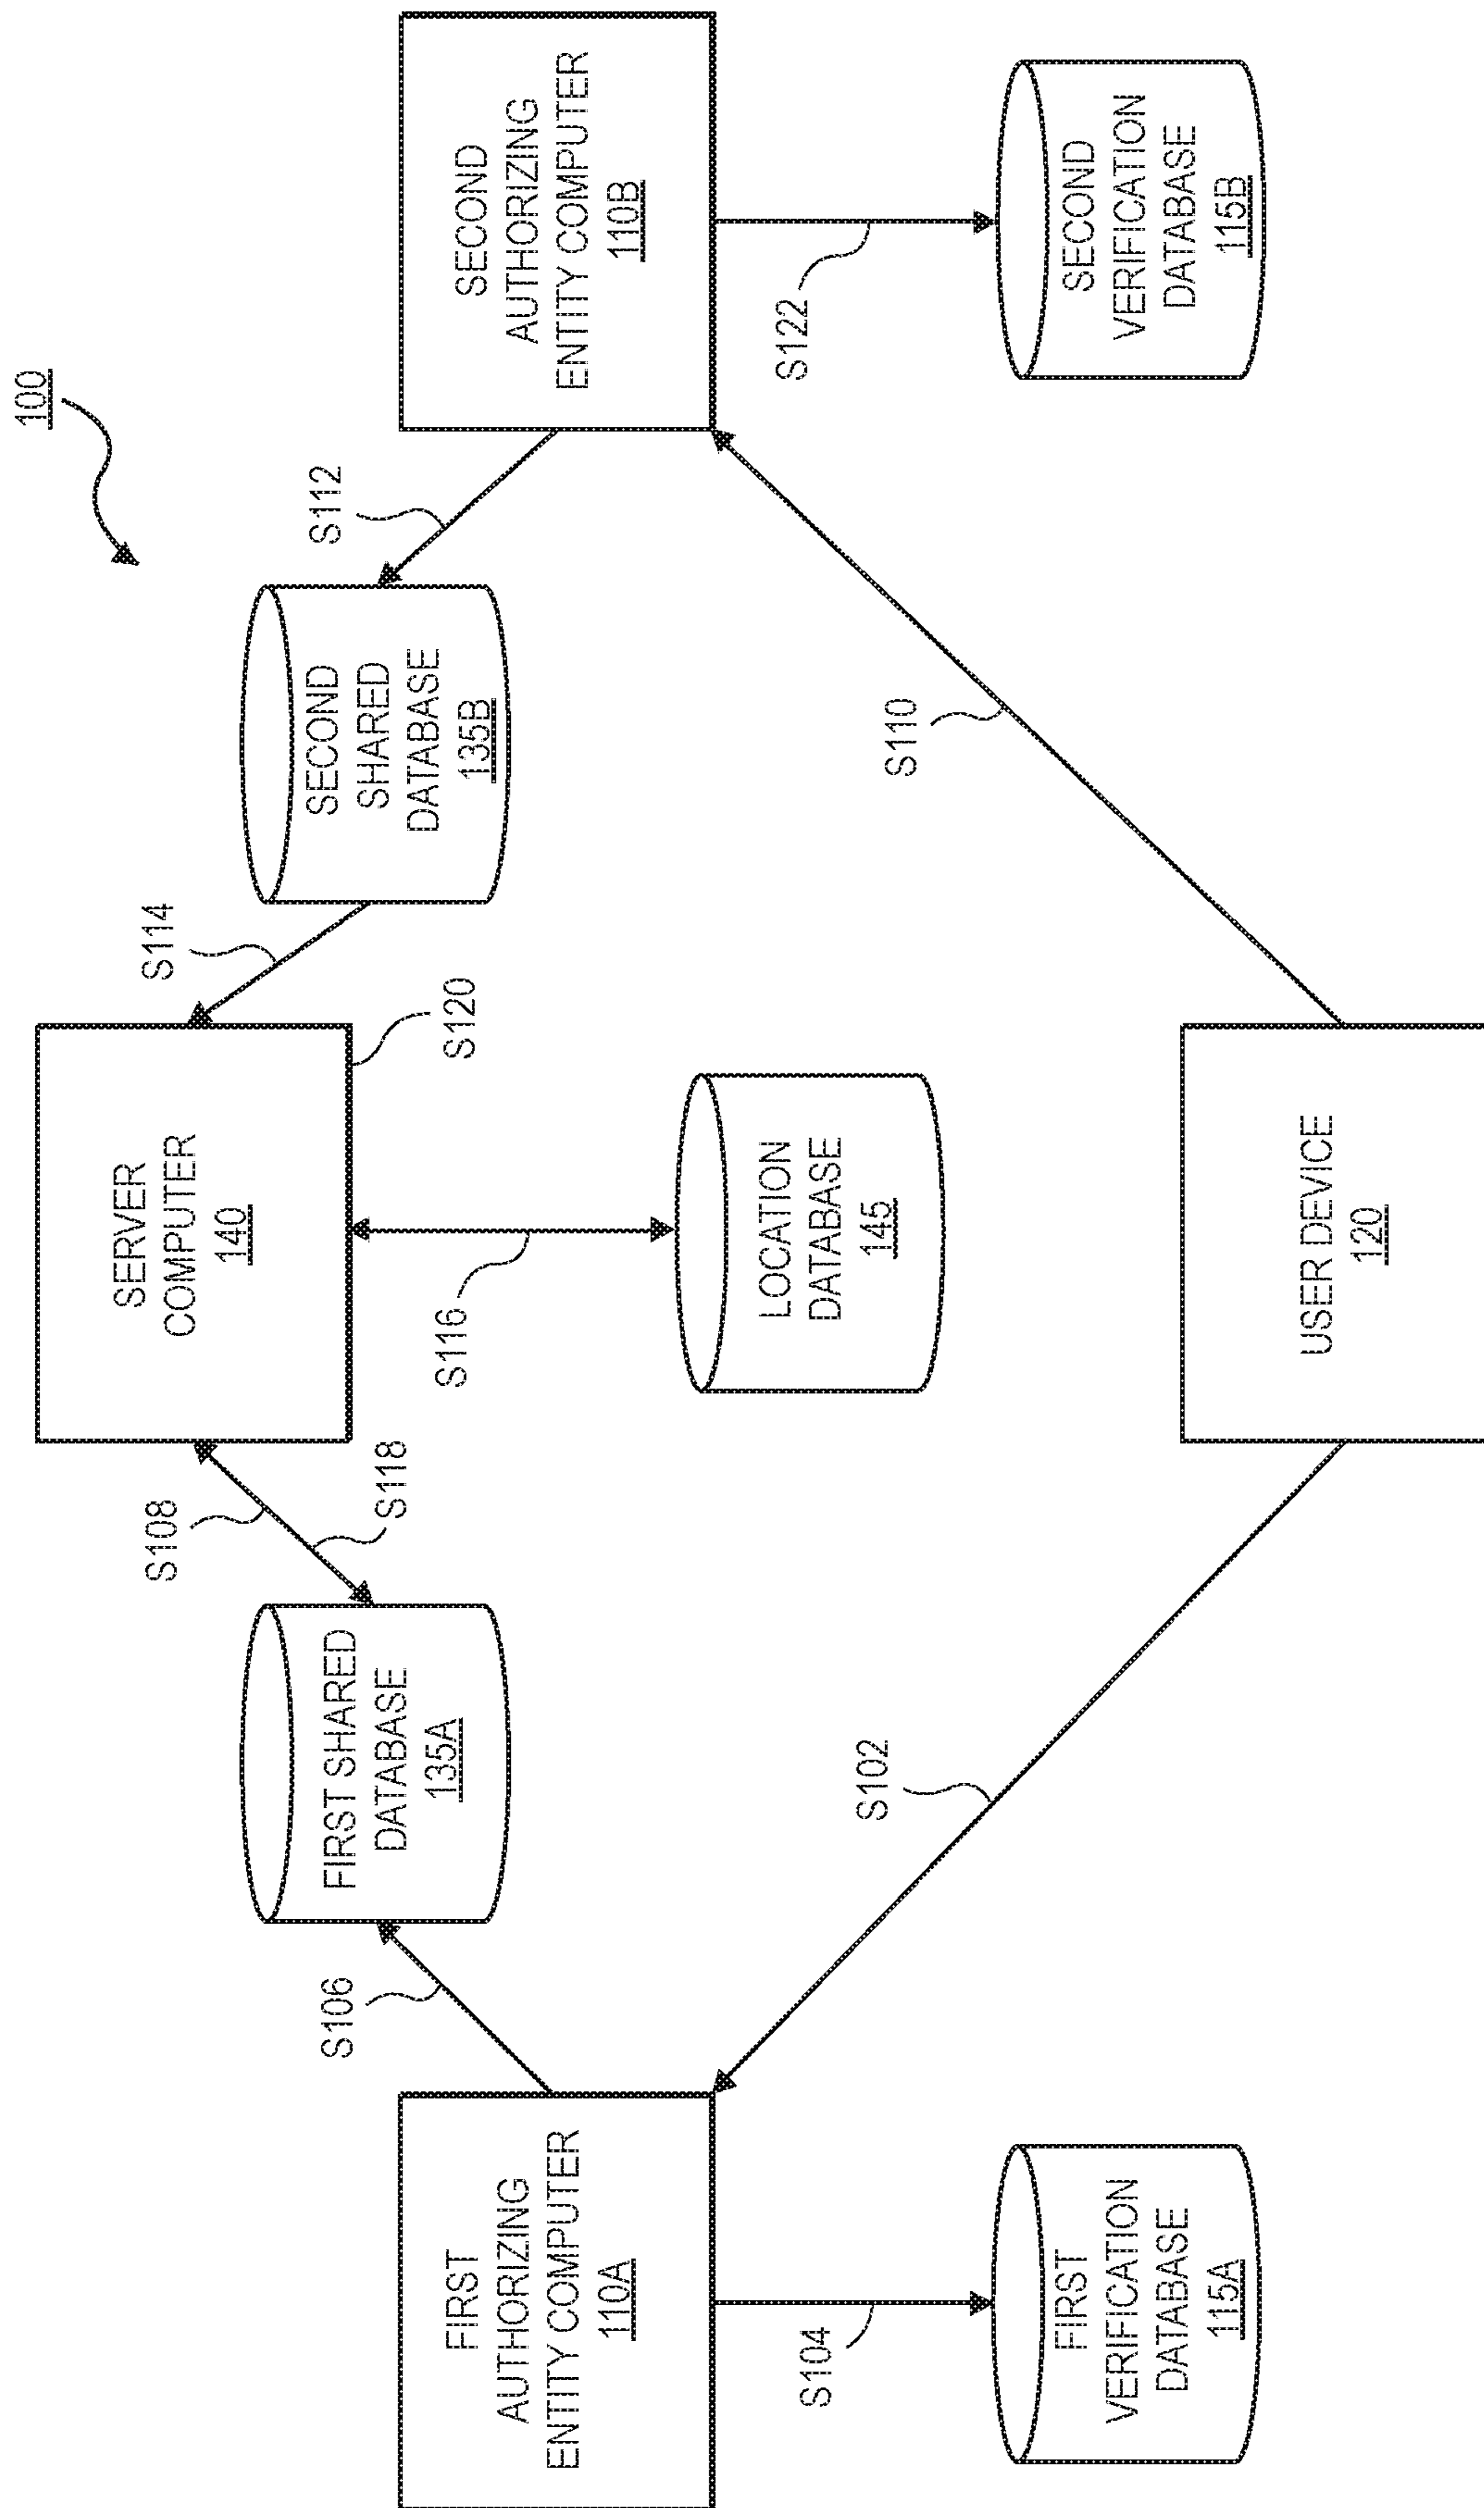 100
SERVER
COMPUTER
140
S120
S108
S118
S114
S116
FIRST SHARED
DATABASE
135A
SECOND
SHARED
DATABASE
135B
S106
S112
FIRST
AUTHORIZING
ENTITY COMPUTER
110A
LOCATION
DATABASE
145
SECOND
AUTHORIZING
ENTITY COMPUTER
110B
S104
S102
S110
S122
FIRST
VERIFICATION
DATABASE
115A
USER DEVICE
120
SECOND
VERIFICATION
DATABASE
115B